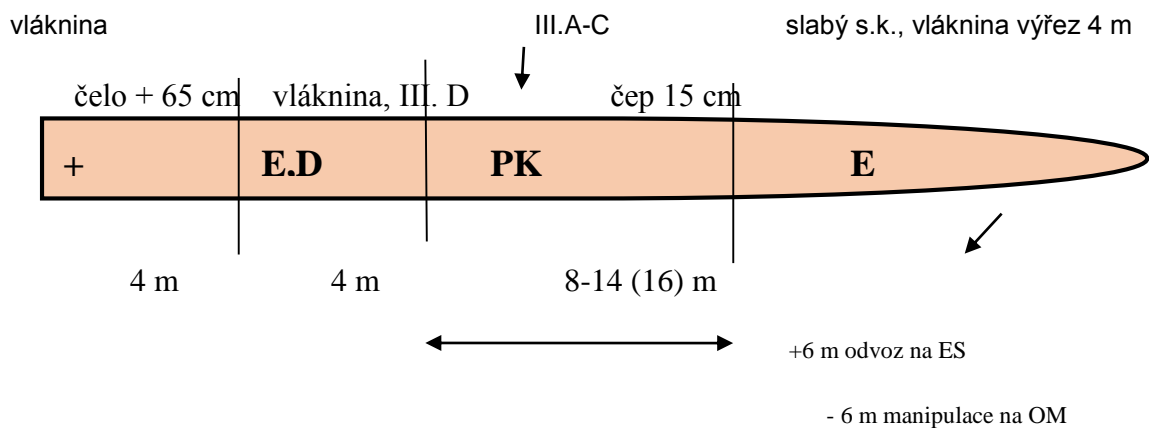 vláknina III.A-C slabý s.k., vláknina výřez 4 m
čelo + 65 cm vláknina, III. D čep 15 cm
+ E.D PK E
4 m 4 m 8-14 (16) m
+6 m odvoz na ES
- 6 m manipulace na OM